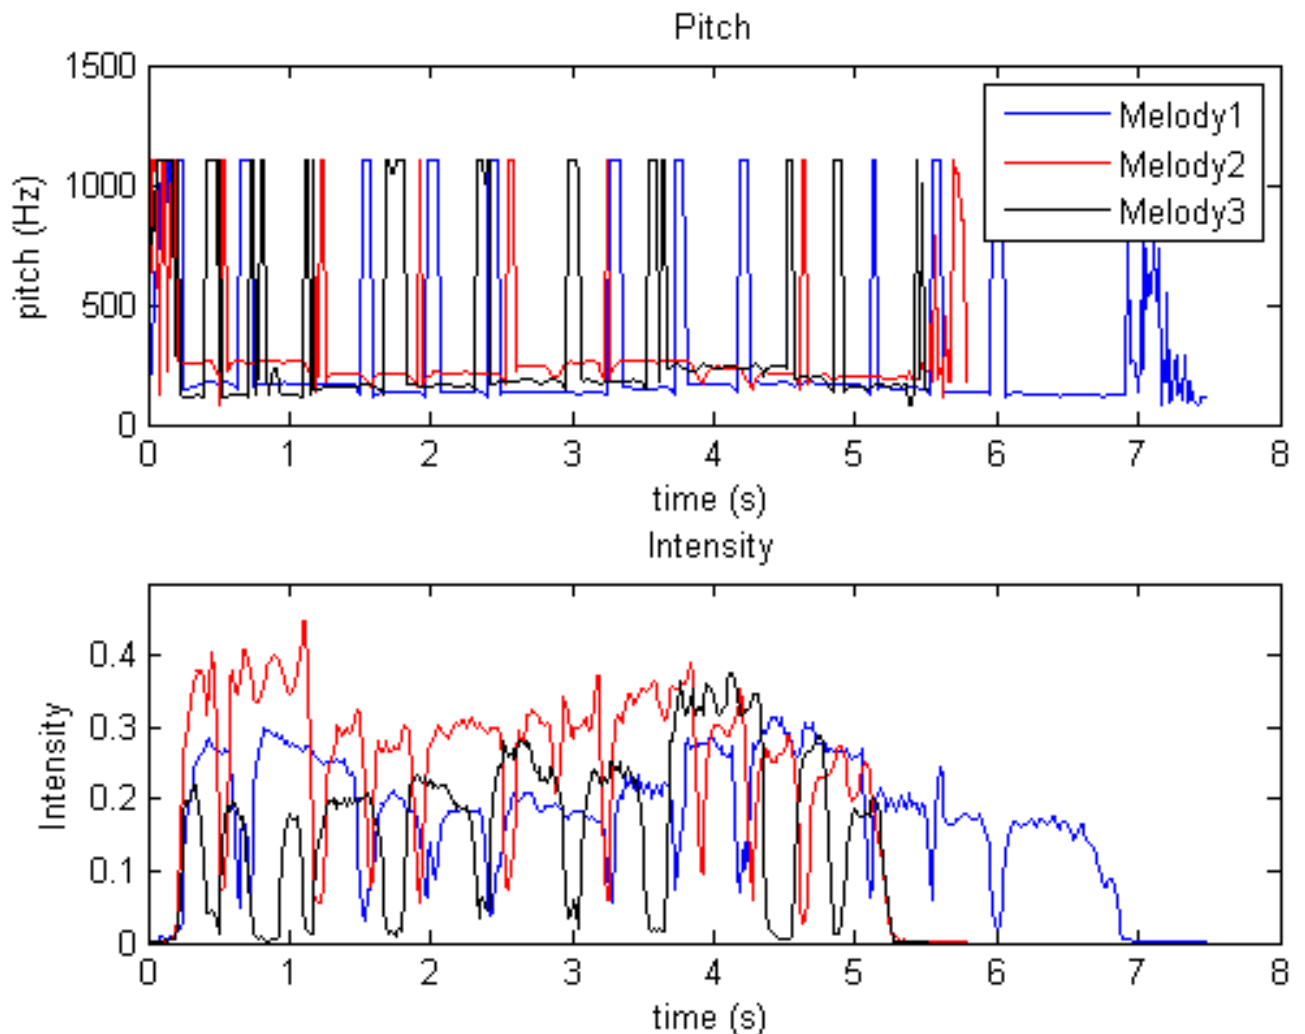 Pitch
1500
1000
500
0
pitch (Hz)
Melody1
Melody2
Melody3
0 1 2 3 4 5 6 7 8
time (s)
Intensity
0.4
0.3
0.2
0.1
0
Intensity
0 1 2 3 4 5 6 7 8
time (s)